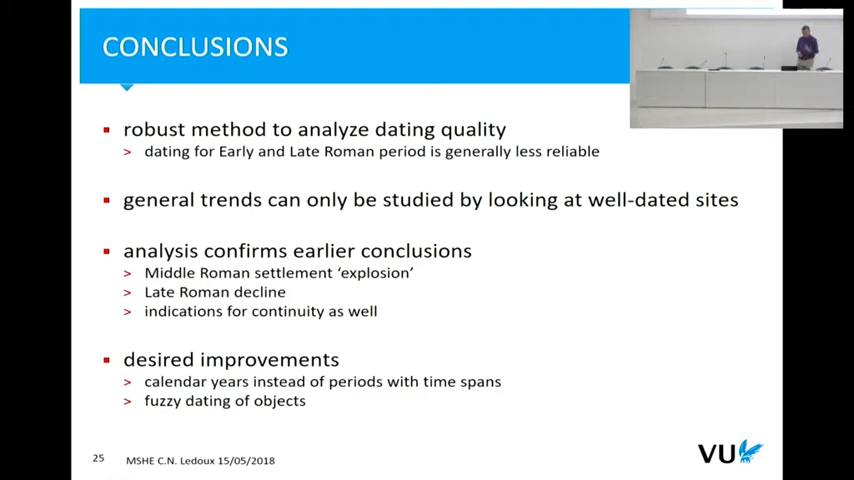 CONCLUSIONS
robust method to analyze dating quality
> dating for Early and Late Roman period is generally less reliable
general trends can only be studied by looking at well-dated sites
analysis confirms earlier conclusions
> Middle Roman settlement ‘explosion’
> Late Roman decline
> indications for continuity as well
desired improvements
> calendar years instead of periods with time spans
> fuzzy dating of objects
25 MSHE C.N. Ledoux 15/05/2018
VU